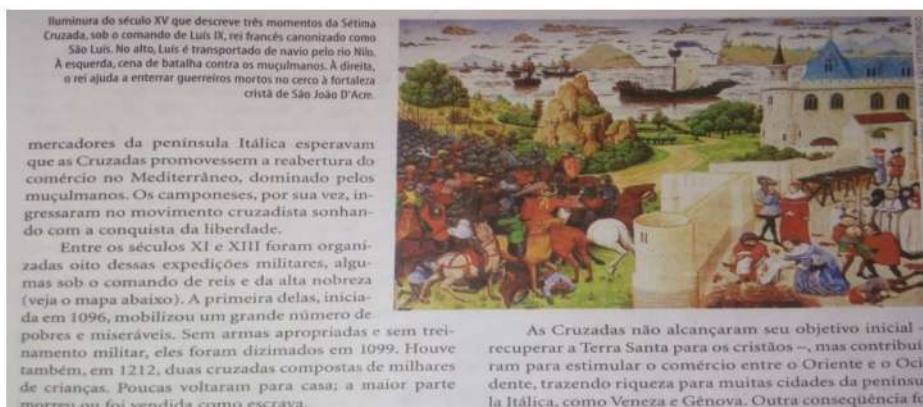 Iluminura do século XV que descreve três momentos da Sétima
Cruzada, sob o comando de Luís IX, rei francês canonizado como
São Luís. No alto, Luís é transportado de navio pelo rio Nilo.
À esquerda, cena de batalha contra os muçulmanos. À direita,
o rei ajuda a enterrar guerreiros mortos no cerco à fortaleza
cristã de São João D'Acre.
mercadores da península Itálica esperavam
que as Cruzadas promovessem a reabertura do
comércio no Mediterrâneo, dominado pelos
muçulmanos. Os camponeses, por sua vez, in-
gressaram no movimento cruzadista sonhan-
do com a conquista da liberdade.
Entre os séculos XI e XIII foram organi-
zadas oito dessas expedições militares, algu-
mas sob o comando de reis e da alta nobreza
(veja o mapa abaixo). A primeira delas, inicia-
da em 1096, mobilizou um grande número de
pobres e miseráveis. Sem armas apropriadas e sem trei-
namento militar, eles foram dizimados em 1099. Houve
também, em 1212, duas cruzadas compostas de milhares
de crianças. Poucas voltaram para casa; a maior parte
morreu ou foi vendida como escrava.
As Cruzadas não alcançaram seu objetivo inicial
recuperar a Terra Santa para os cristãos –, mas contribuí
ram para estimular o comércio entre o Oriente e o Oci
dente, trazendo riqueza para muitas cidades da penínsu
la Itálica, como Veneza e Gênova. Outra conseqüência